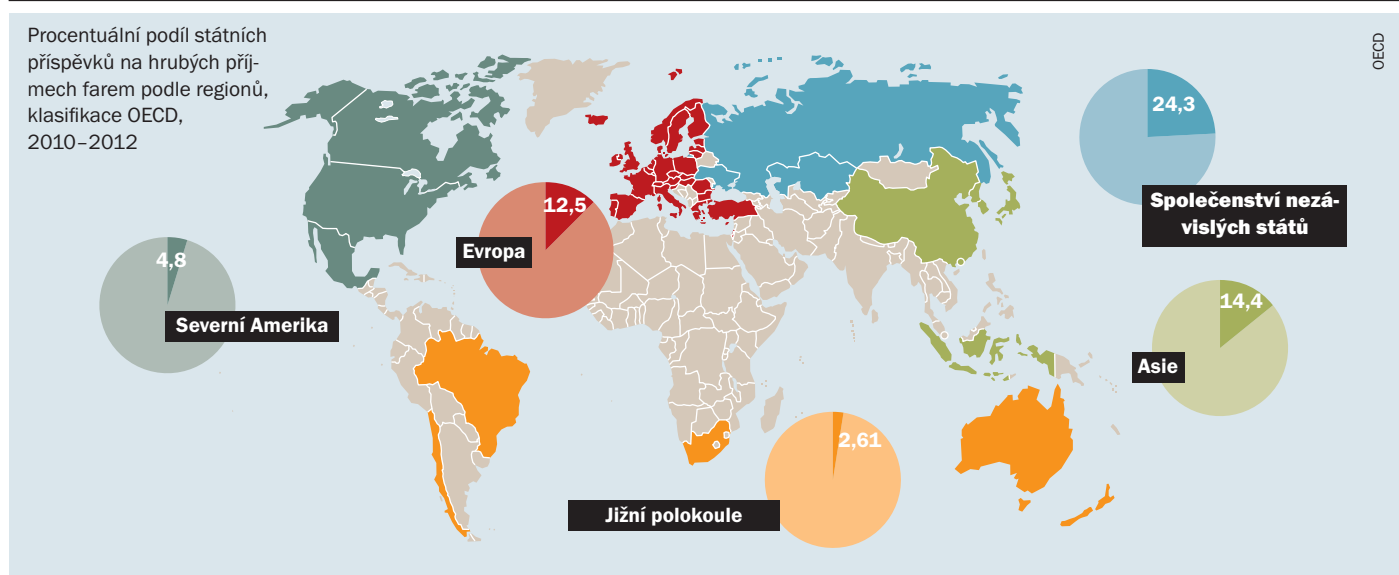 Procentuální podíl státních
příspěvků na hrubých příj-
mech farem podle regionů,
klasifikace OECD,
2010–2012
OECD
24,3
Společenství nezá-
vislých států
12,5
Evropa
4,8
Severní Amerika
14,4
Asie
2,61
Jižní polokoule